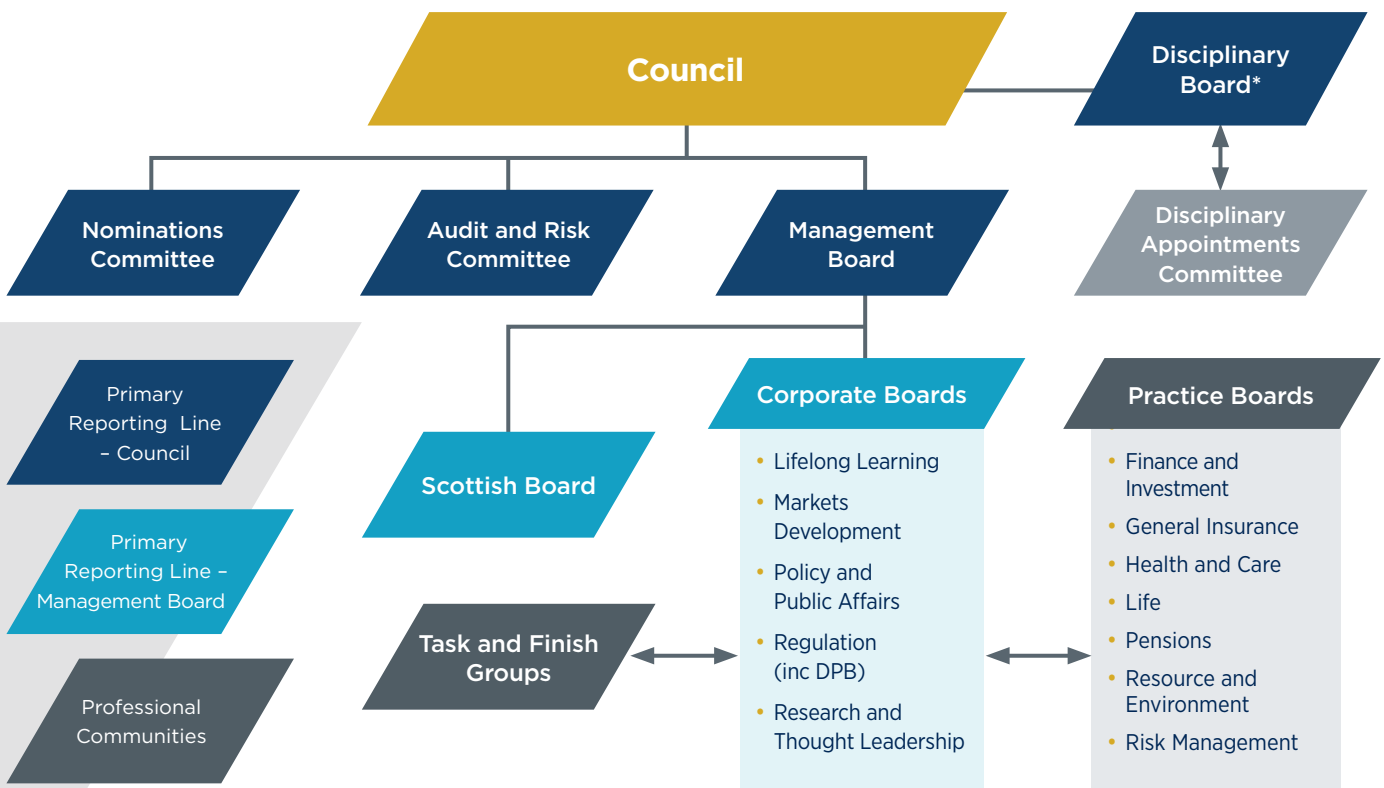 Council
Disciplinary
Board*
Nominations
Committee
Audit and Risk
Committee
Management
Board
Disciplinary
Appointments
Committee
Primary
Reporting Line
– Council
Primary
Reporting Line –
Management Board
Professional
Communities
Scottish Board
Task and Finish
Groups
Corporate Boards
• Lifelong Learning
• Markets
Development
• Policy and
Public Affairs
• Regulation
(inc DPB)
• Research and
Thought Leadership
Practice Boards
• Finance and
Investment
• General Insurance
• Health and Care
• Life
• Pensions
• Resource and
Environment
• Risk Management